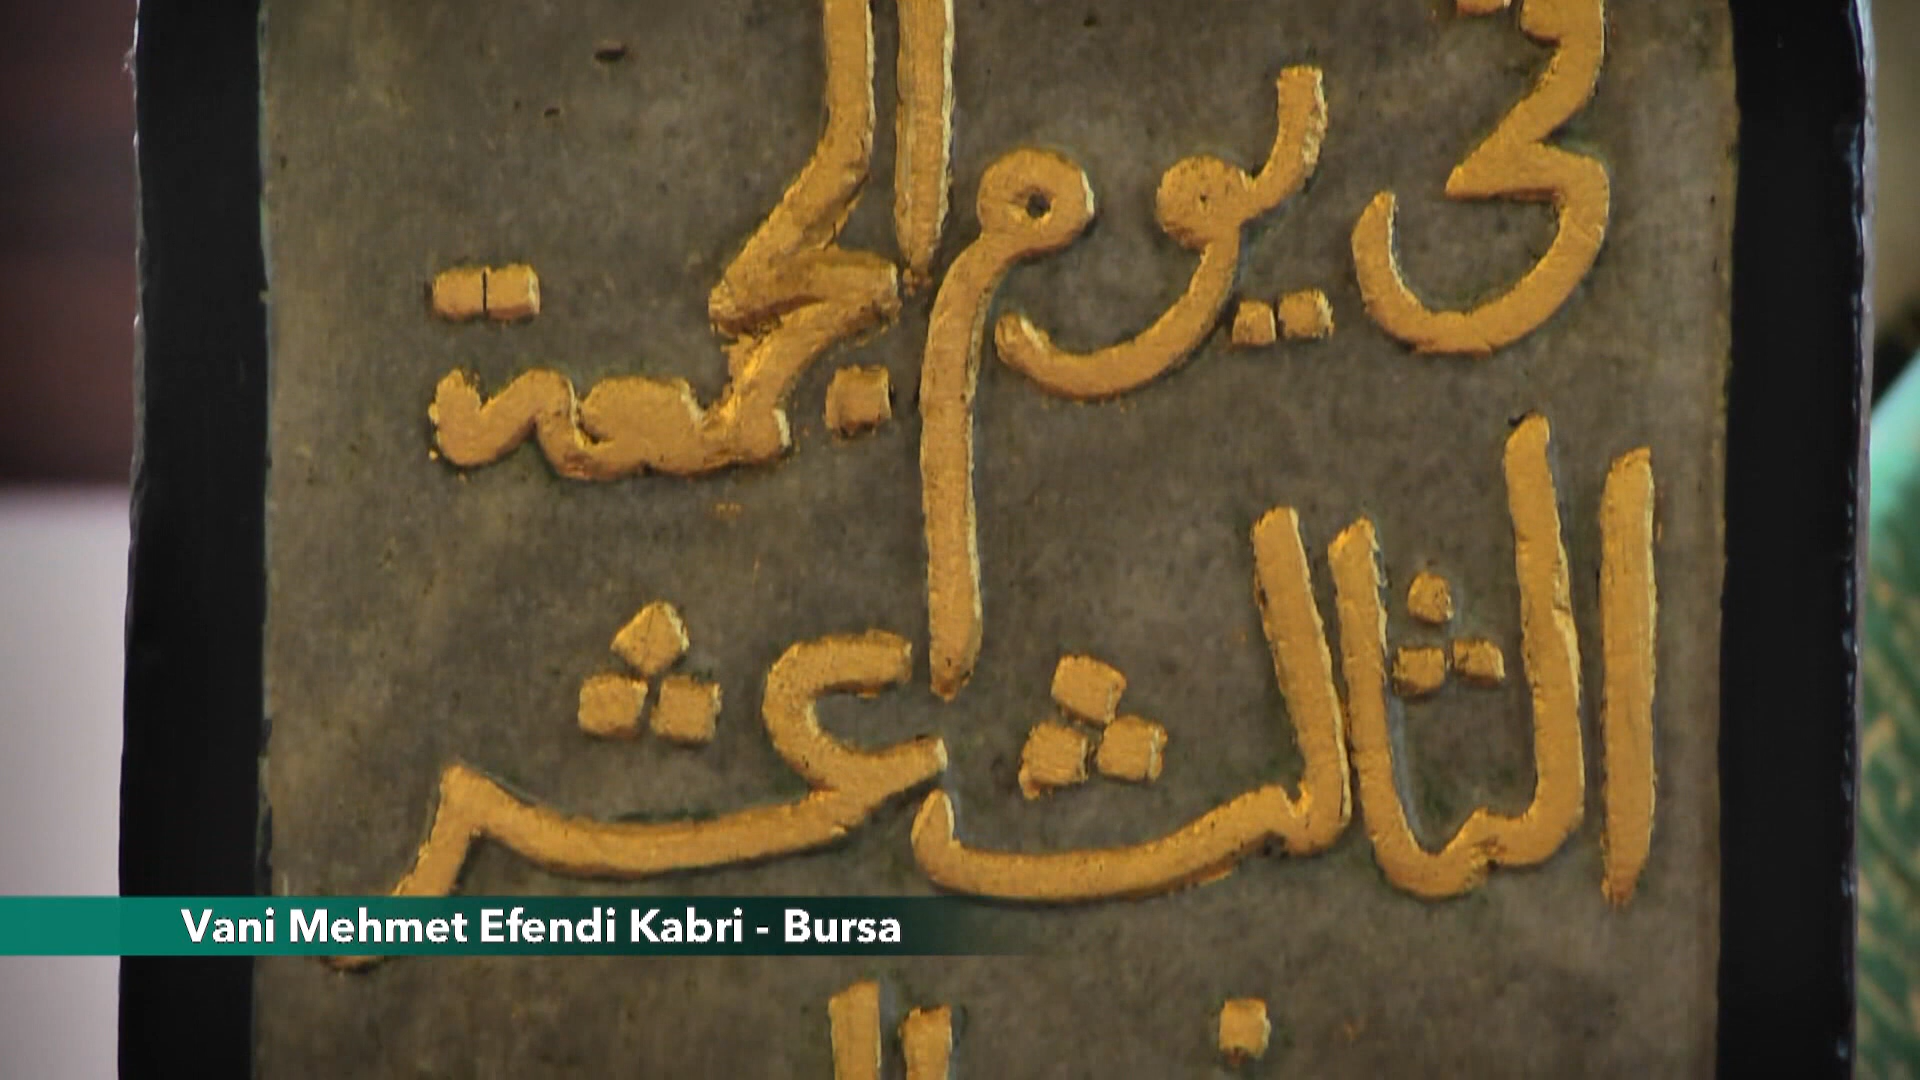 في يوم الجمعة
الثالث عشر
Vani Mehmet Efendi Kabri - Bursa